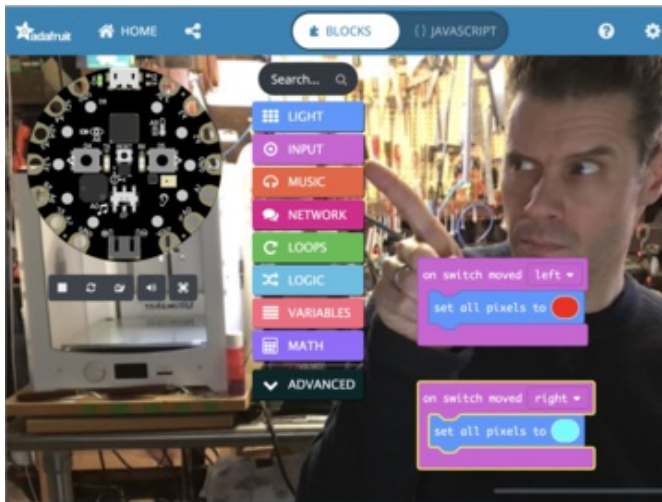 adafruit HOME BLOCKS {} JAVASCRIPT ?
Search...
LIGHT
INPUT
MUSIC
NETWORK
LOOPS
LOGIC
VARIABLES
MATH
ADVANCED
on switch moved left
set all pixels to
on switch moved right
set all pixels to